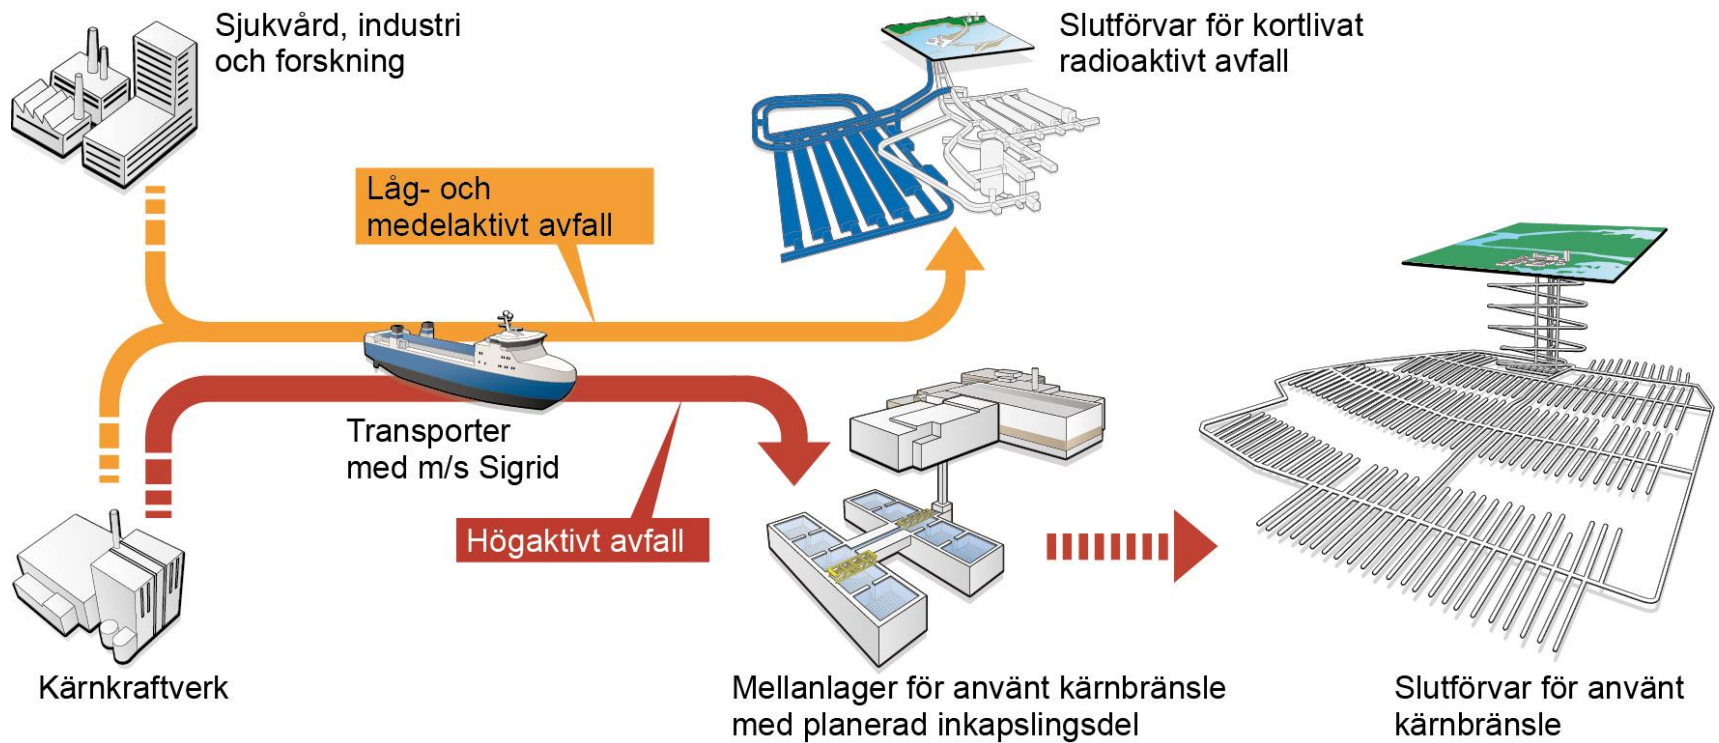 Sjukvård, industri
och forskning
Slutförvar för kortlivat
radioaktivt avfall
Låg- och
medelaktivt avfall
Transporter
med m/s Sigrid
Högaktivt avfall
Kärnkraftverk
Mellanlager för använt kärnbränsle
med planerad inkapslingsdel
Slutförvar för använt
kärnbränsle